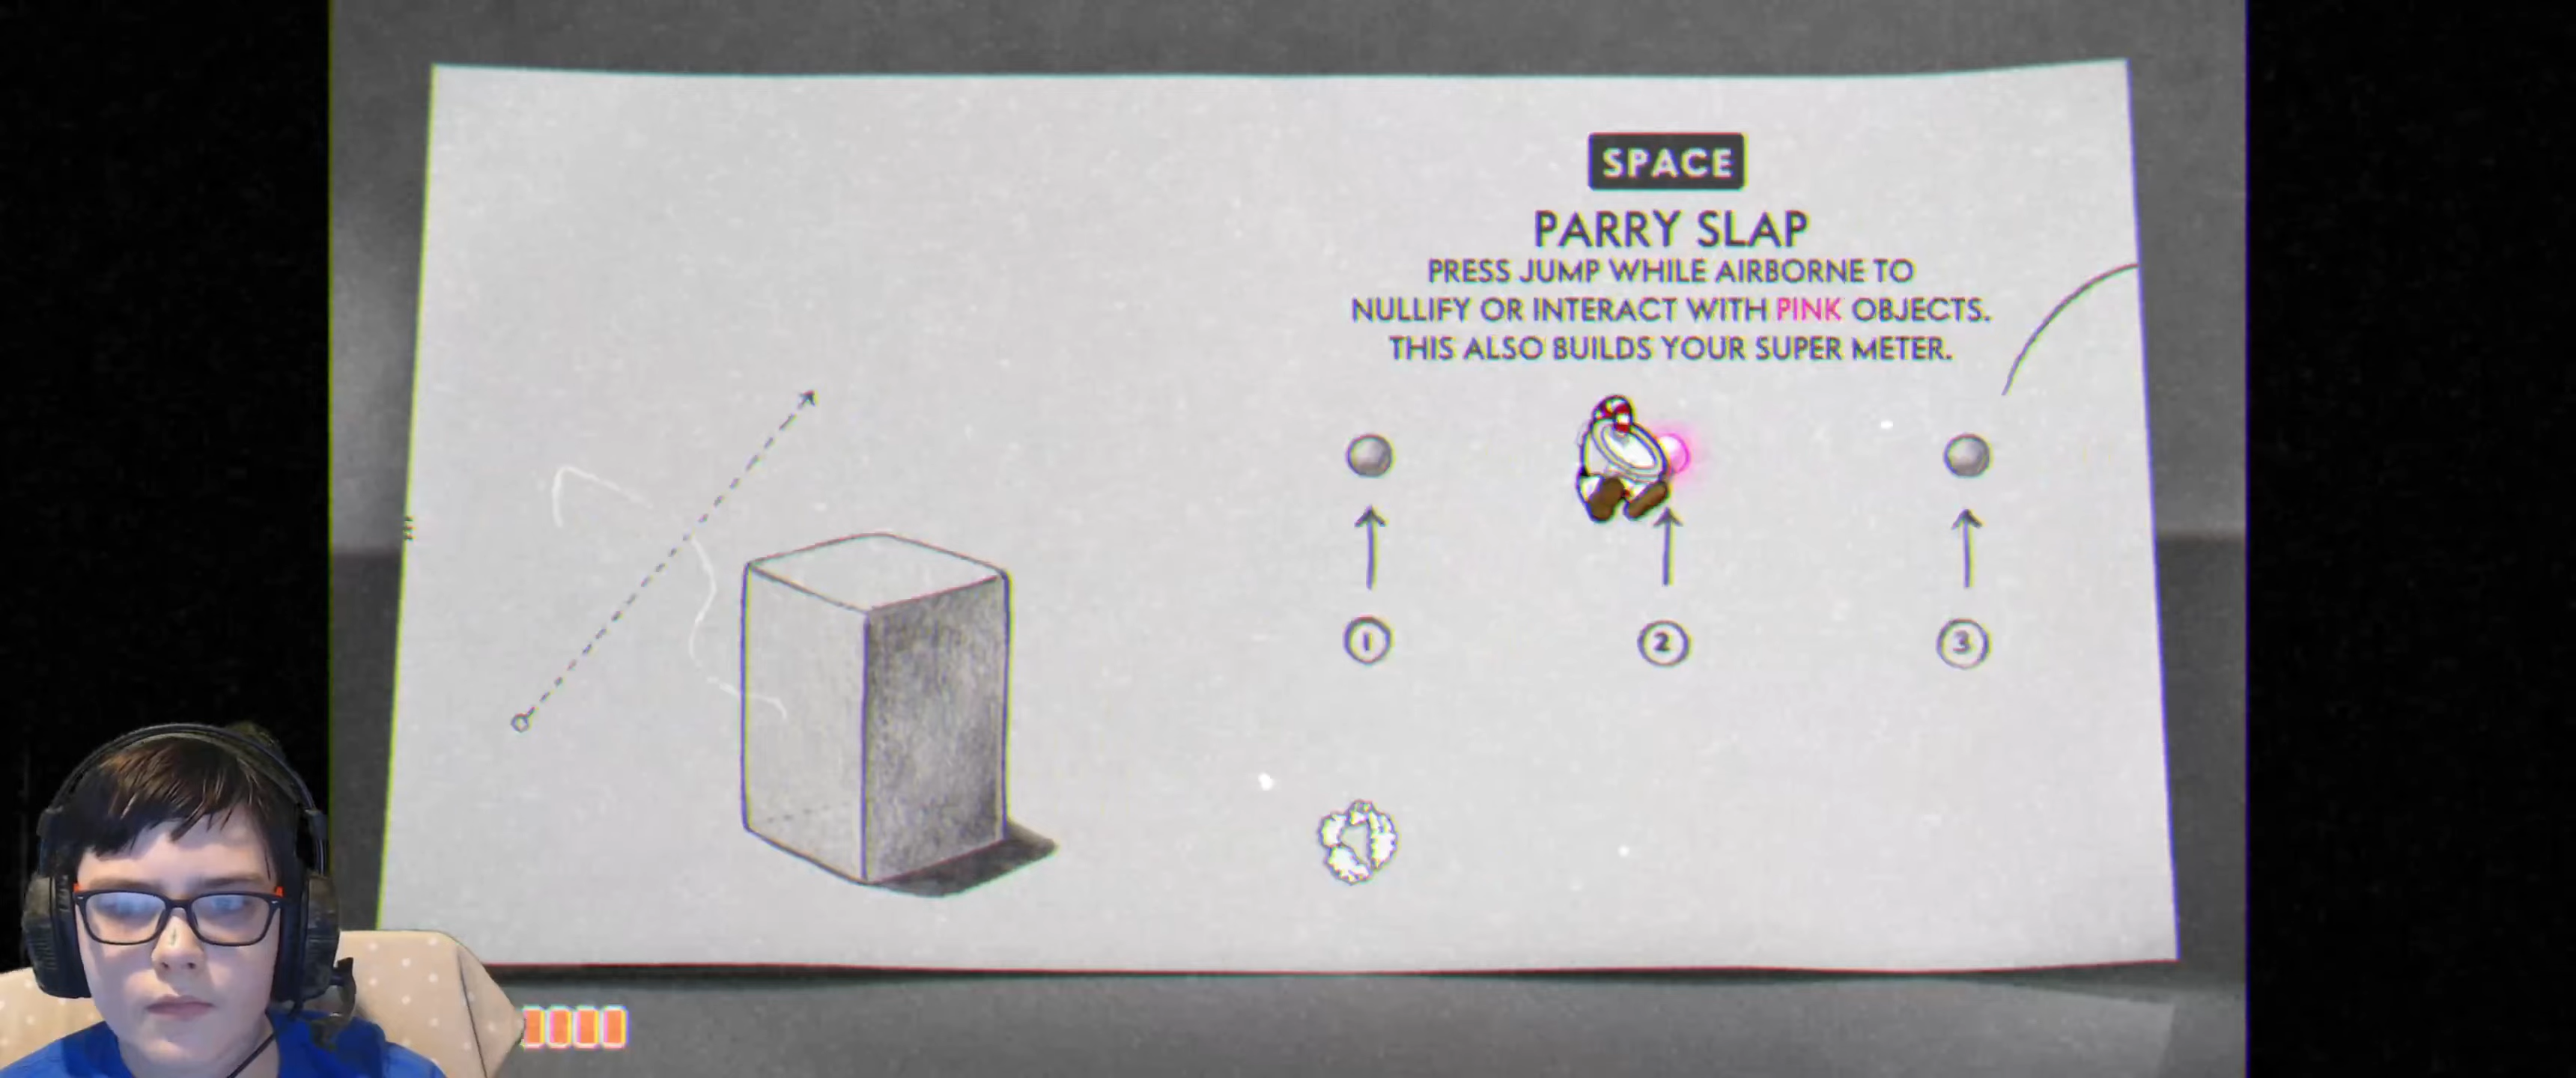 SPACE
PARRY SLAP
PRESS JUMP WHILE AIRBORNE TO
NULLIFY OR INTERACT WITH PINK OBJECTS.
THIS ALSO BUILDS YOUR SUPER METER.
1 2 3